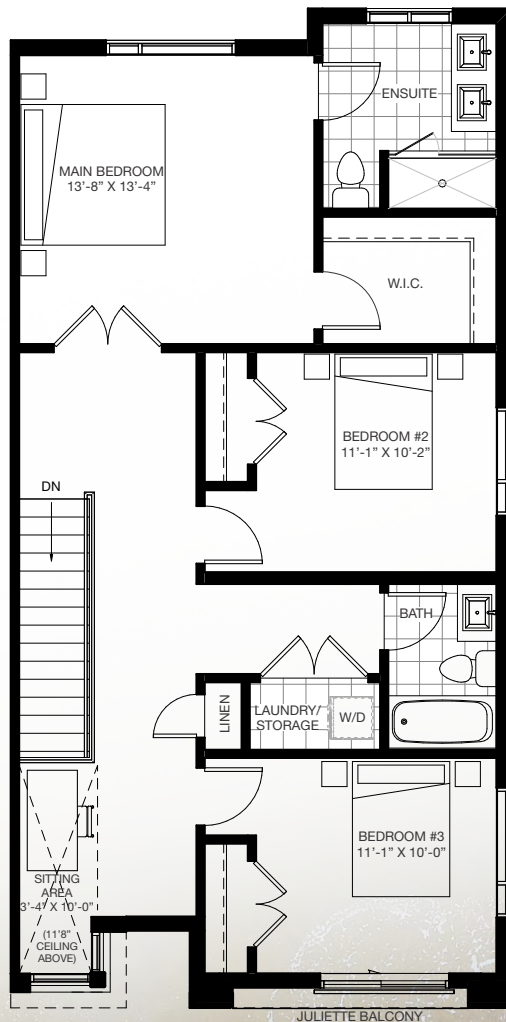 ENSUITE
MAIN BEDROOM
13'-8" X 13'-4"
W.I.C.
BEDROOM #2
11'-1" X 10'-2"
DN
BATH
LINEN
LAUNDRY/
STORAGE
W/D
BEDROOM #3
11'-1" X 10'-0"
SITTING
AREA
3'-4" X 10'-0"
(11'8"
CEILING
ABOVE)
JULIETTE BALCONY